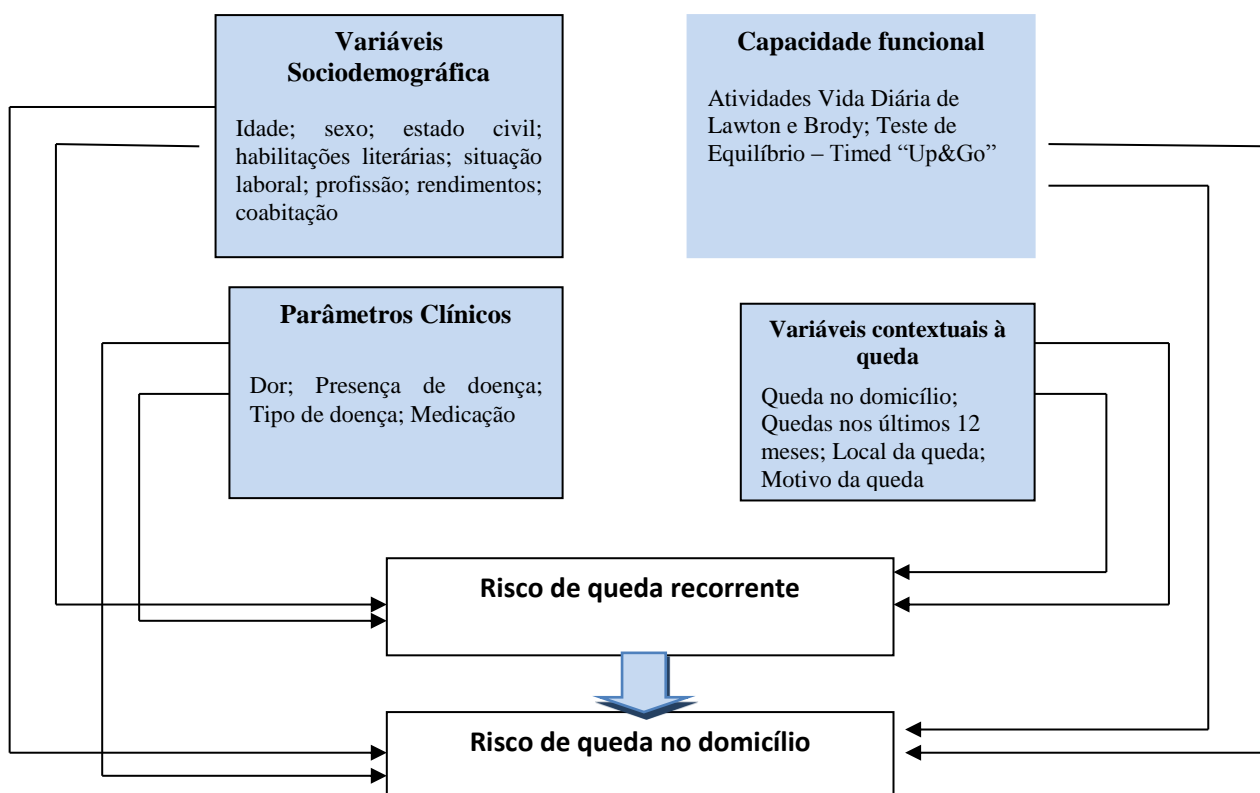 Variáveis
Sociodemográfica
Idade; sexo; estado civil;
habilitações literárias; situação
laboral; profissão; rendimentos;
coabitação
Capacidade funcional
Atividades Vida Diária de
Lawton e Brody; Teste de
Equilíbrio – Timed “Up&Go”
Parâmetros Clínicos
Dor; Presença de doença;
Tipo de doença; Medicação
Variáveis contextuais à
queda
Queda no domicílio;
Quedas nos últimos 12
meses; Local da queda;
Motivo da queda
Risco de queda recorrente
Risco de queda no domicílio